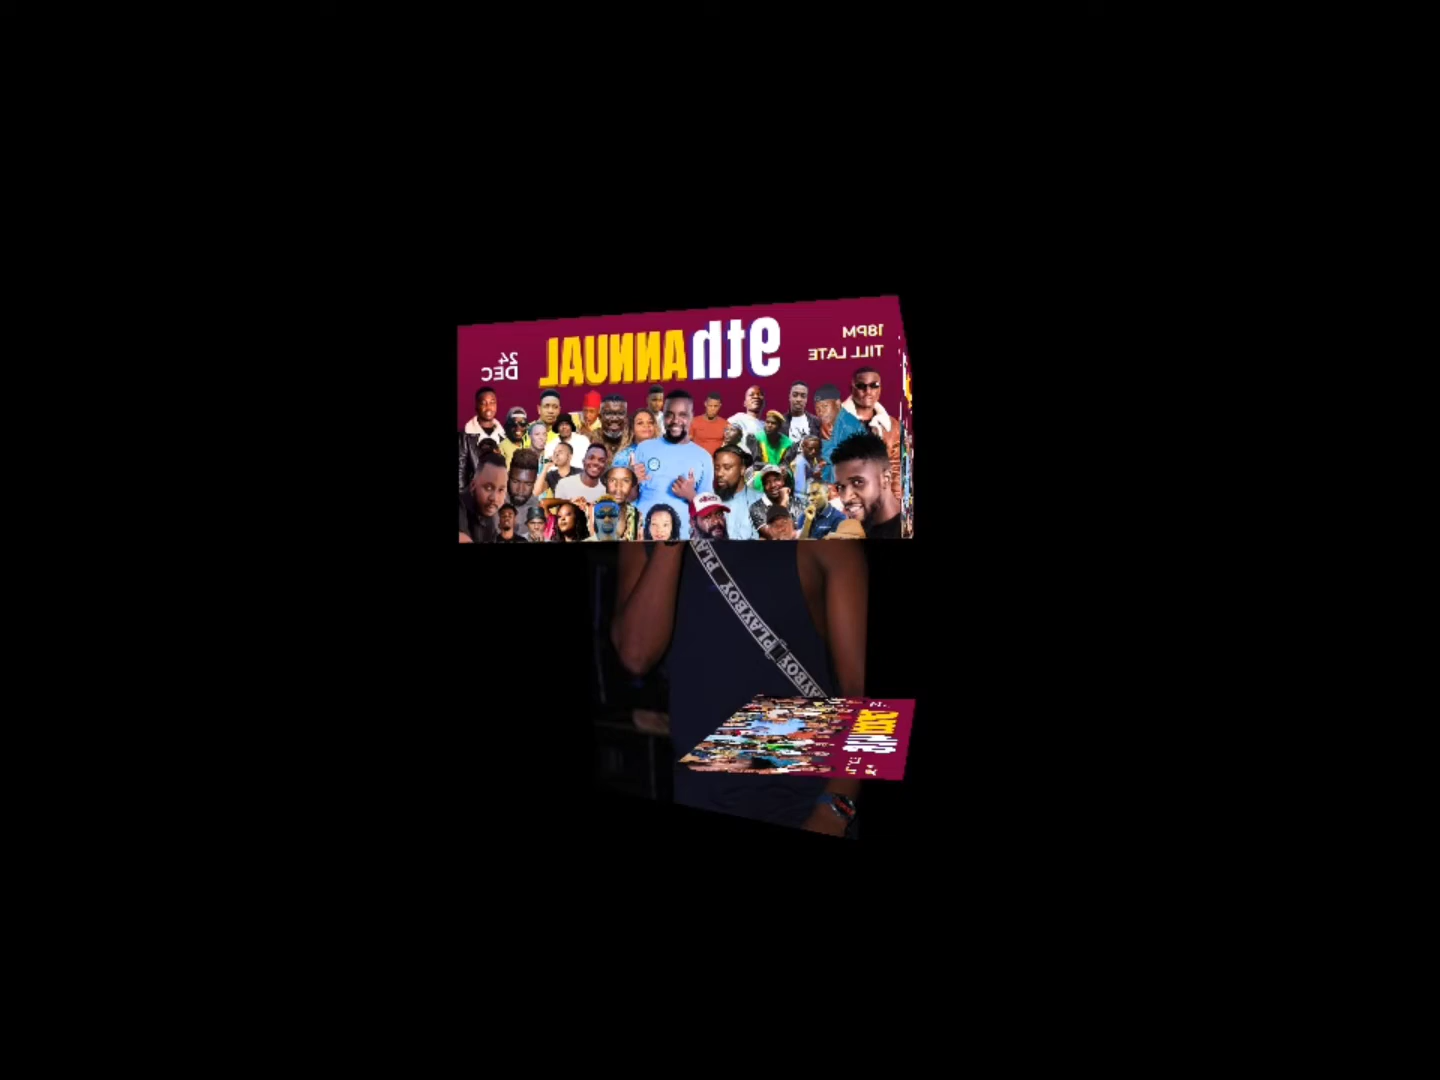 9th ANNUAL
18PM
TILL LATE
24
DEC
PLAYBOY PLAYBOY